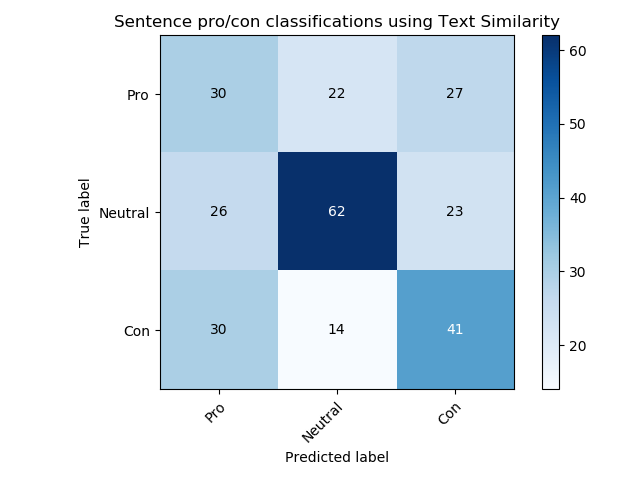 Sentence pro/con classifications using Text Similarity
60
Pro 30 22 27
50
True label
Neutral 26 62 23
40
30
Con 30 14 41
20
Pro Neutral Con
Predicted label